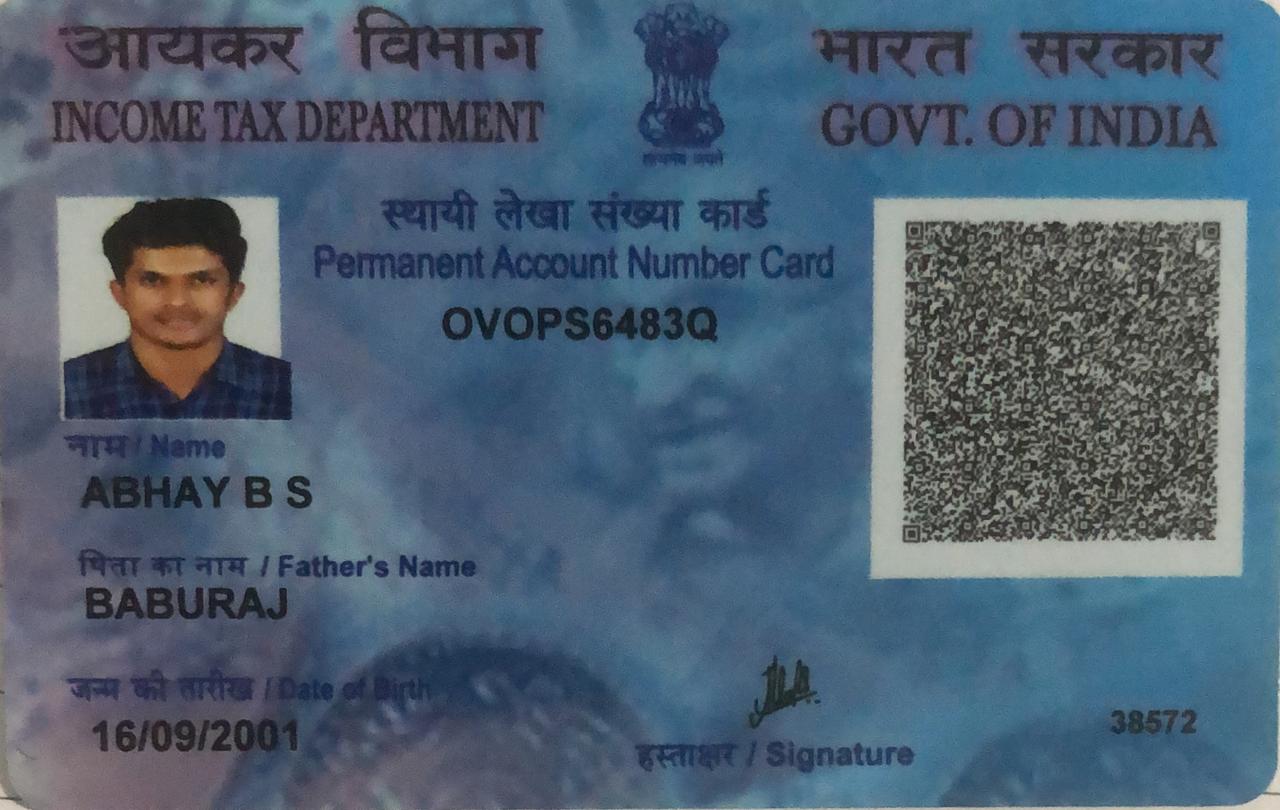 आयकर विभाग
INCOME TAX DEPARTMENT
भारत सरकार
GOVT. OF INDIA
सत्यमेव जयते
स्थायी लेखा संख्या कार्ड
Permanent Account Number Card
OVOPS6483Q
नाम / Name
ABHAY B S
पिता का नाम / Father's Name
BABURAJ
जन्म की तारीख / Date of Birth
16/09/2001
हस्ताक्षर / Signature
38572